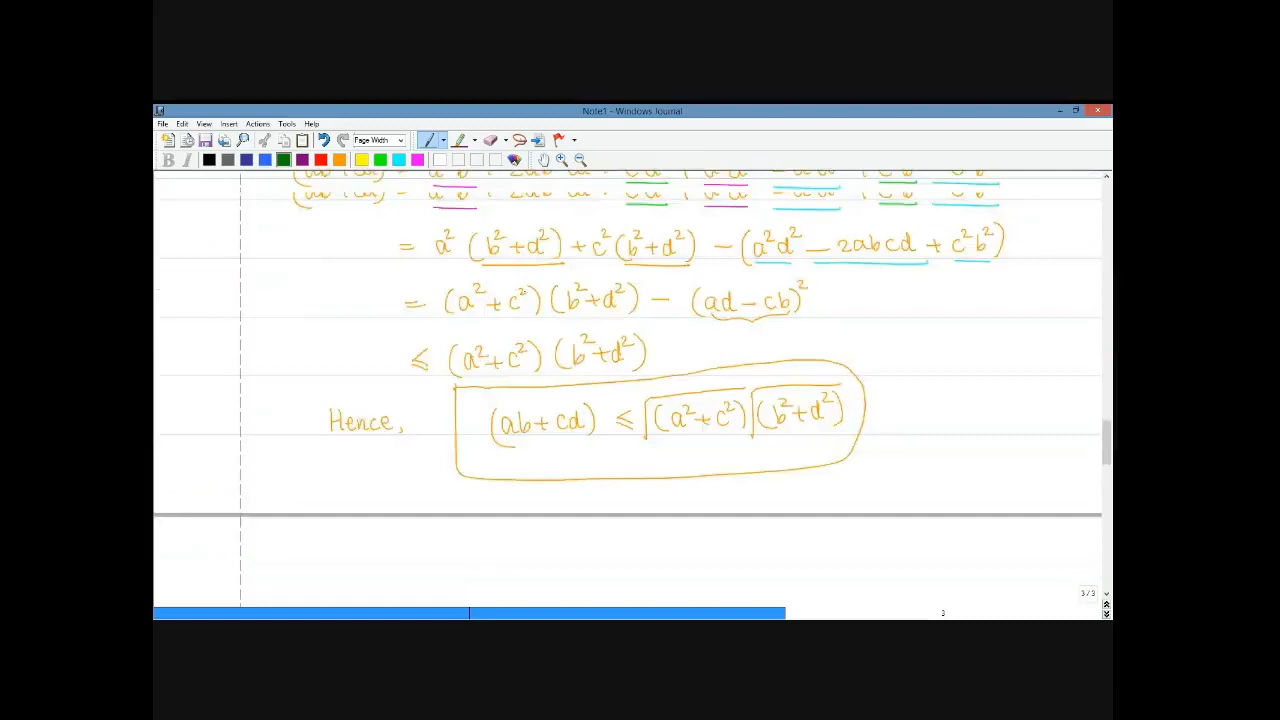 Note1 - Windows Journal
File Edit View Insert Actions Tools Help
Page Width
B I
= a² (b²+d²) + c² (b²+d²) - (a²d² - 2abcd + c²b²)
= (a²+c²) (b²+d²) - (ad - cb)²
≤ (a²+c²) (b²+d²)
Hence, (ab+cd) ≤ √(a²+c²) √(b²+d²)
3 / 3
3